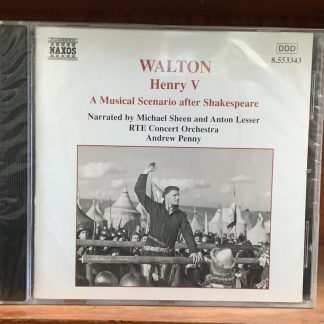 NAXOS
DDD
8.553343
WALTON
Henry V
A Musical Scenario after Shakespeare
Narrated by Michael Sheen and Anton Lesser
RTE Concert Orchestra
Andrew Penny